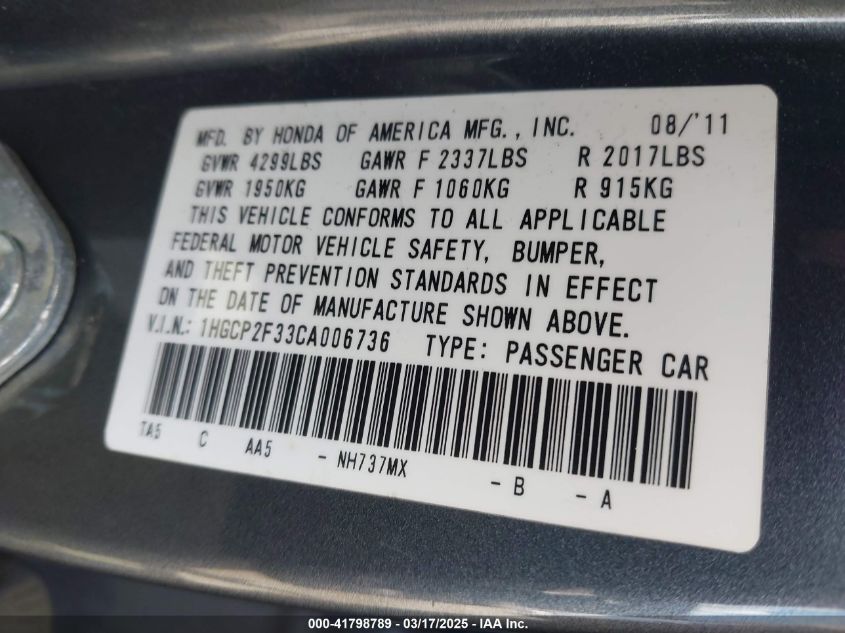 MFD. BY HONDA OF AMERICA MFG., INC. 08/'11
GVWR 4299LBS GAWR F 2337LBS R 2017LBS
GVWR 1950KG GAWR F 1060KG R 915KG
THIS VEHICLE CONFORMS TO ALL APPLICABLE
FEDERAL MOTOR VEHICLE SAFETY, BUMPER,
AND THEFT PREVENTION STANDARDS IN EFFECT
ON THE DATE OF MANUFACTURE SHOWN ABOVE.
V.I.N.: 1HGCP2F33CA006736 TYPE: PASSENGER CAR
TA5 C AA5 - NH737MX - B - A
000-41798789 - 03/17/2025 - IAA Inc.